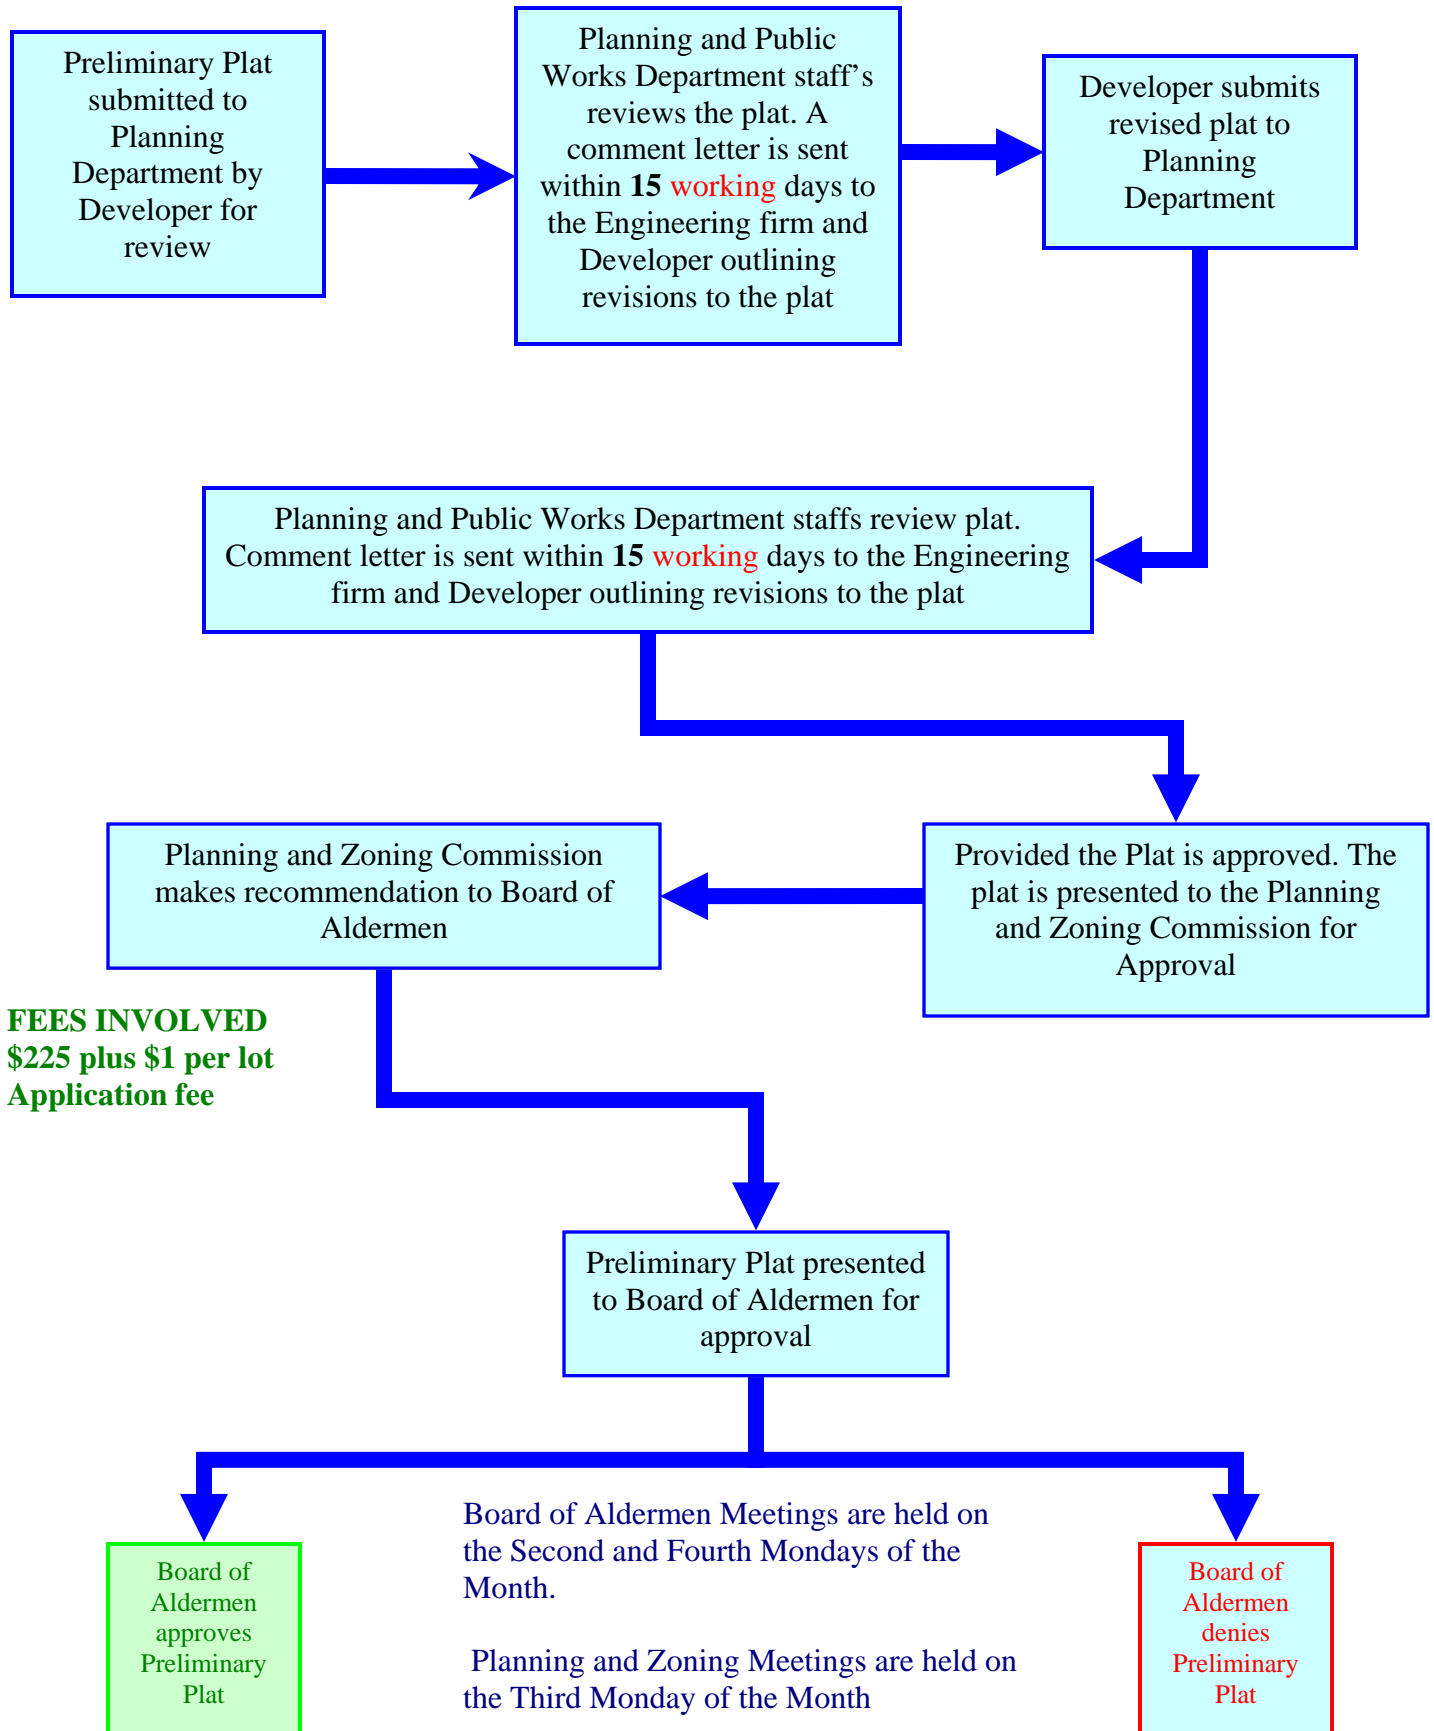 Preliminary Plat
submitted to
Planning
Department by
Developer for
review
Planning and Public
Works Department staff’s
reviews the plat. A
comment letter is sent
within 15 working days to
the Engineering firm and
Developer outlining
revisions to the plat
Developer submits
revised plat to
Planning
Department
Planning and Public Works Department staffs review plat.
Comment letter is sent within 15 working days to the Engineering
firm and Developer outlining revisions to the plat
Provided the Plat is approved. The
plat is presented to the Planning
and Zoning Commission for
Approval
Planning and Zoning Commission
makes recommendation to Board of
Aldermen
FEES INVOLVED
$225 plus $1 per lot
Application fee
Preliminary Plat presented
to Board of Aldermen for
approval
Board of
Aldermen
approves
Preliminary
Plat
Board of Aldermen Meetings are held on
the Second and Fourth Mondays of the
Month.
Planning and Zoning Meetings are held on
the Third Monday of the Month
Board of
Aldermen
denies
Preliminary
Plat